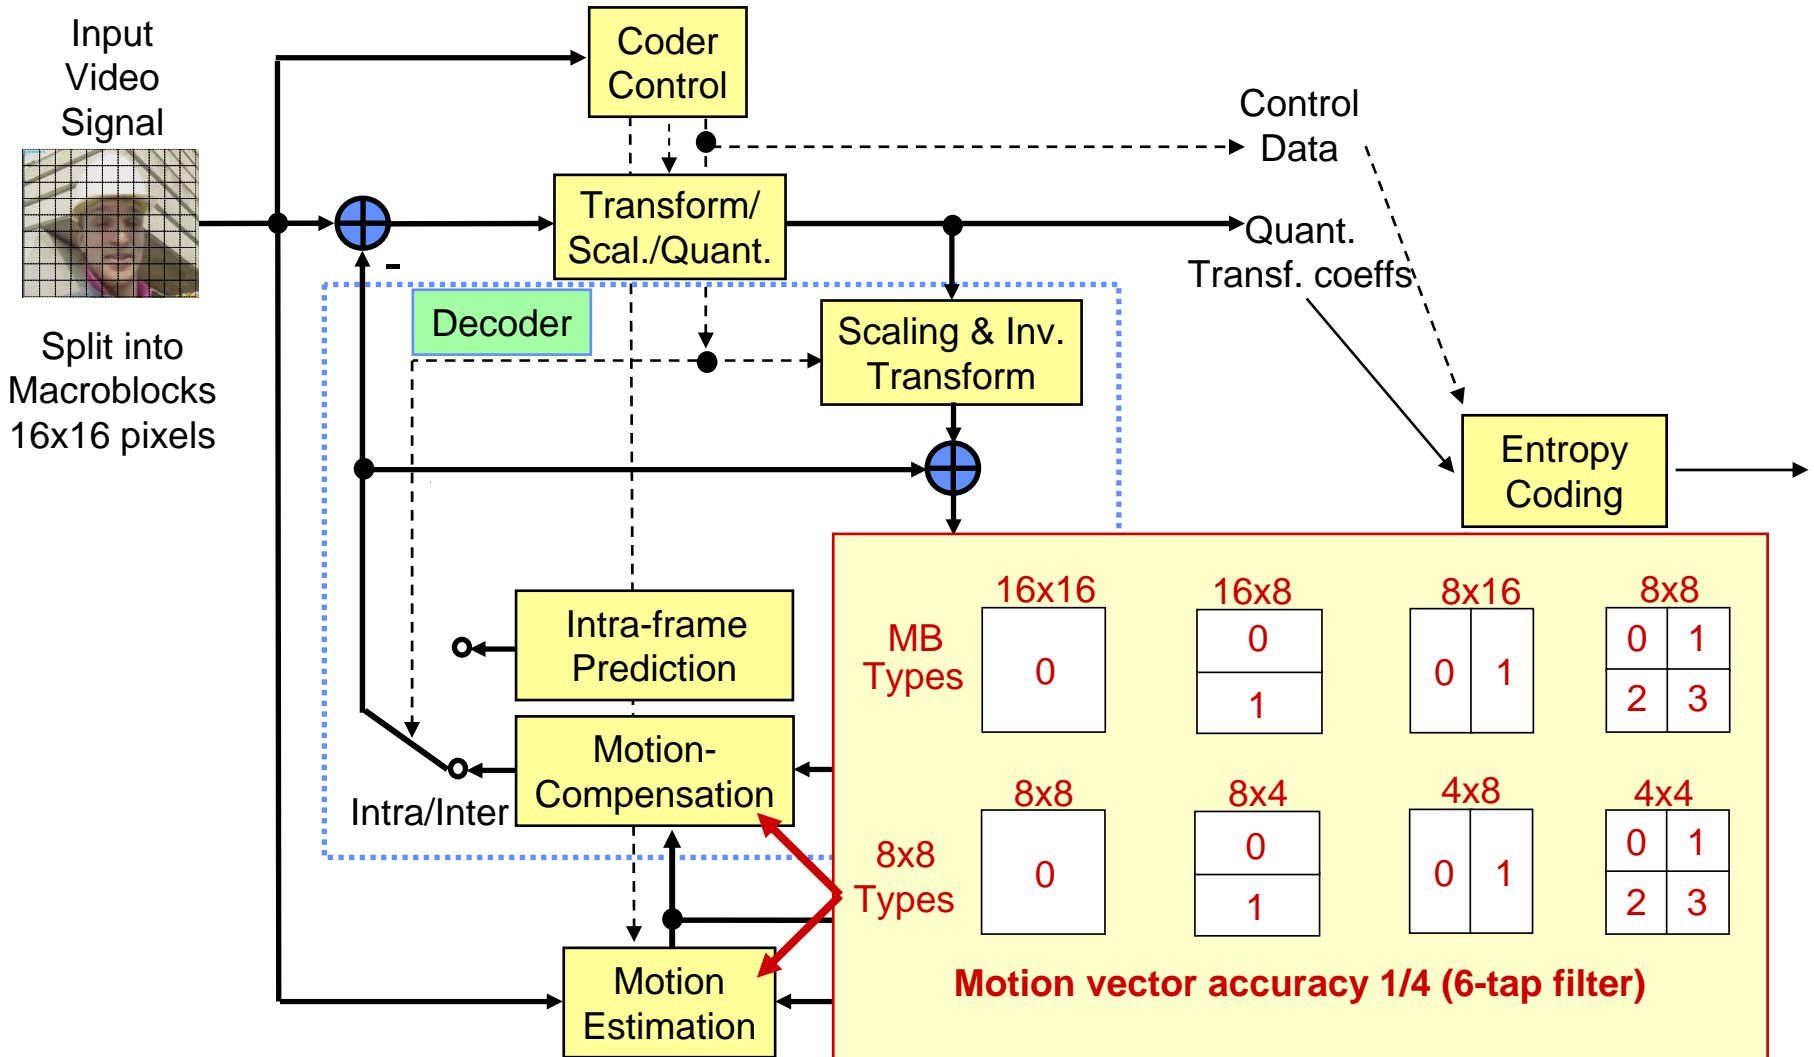 Input
Video
Signal
Split into
Macroblocks
16x16 pixels
Coder
Control
Control
Data
Transform/
Scal./Quant.
-
Quant.
Transf. coeffs
Decoder
Scaling & Inv.
Transform
Entropy
Coding
Intra-frame
Prediction
Motion-
Compensation
Intra/Inter
Motion
Estimation
MB
Types
16x16
0
16x8
0
1
8x16
0 1
8x8
0 1
2 3
8x8
Types
8x8
0
8x4
0
1
4x8
0 1
4x4
0 1
2 3
Motion vector accuracy 1/4 (6-tap filter)